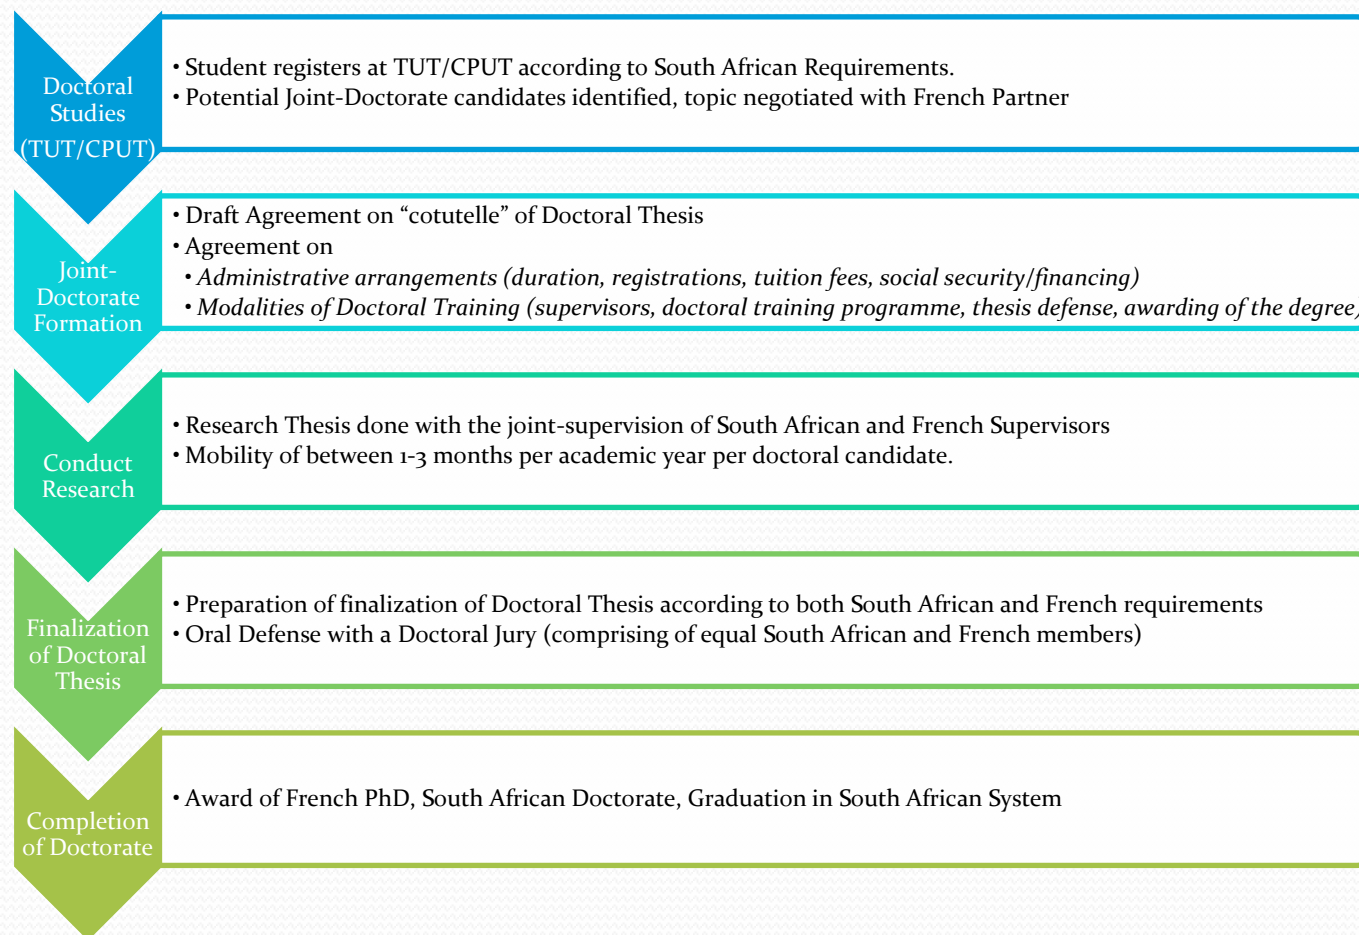 Doctoral
Studies
(TUT/CPUT)
• Student registers at TUT/CPUT according to South African Requirements.
• Potential Joint-Doctorate candidates identified, topic negotiated with French Partner
Joint-
Doctorate
Formation
• Draft Agreement on “cotutelle” of Doctoral Thesis
• Agreement on
• Administrative arrangements (duration, registrations, tuition fees, social security/financing)
• Modalities of Doctoral Training (supervisors, doctoral training programme, thesis defense, awarding of the degree)
Conduct
Research
• Research Thesis done with the joint-supervision of South African and French Supervisors
• Mobility of between 1-3 months per academic year per doctoral candidate.
Finalization
of Doctoral
Thesis
• Preparation of finalization of Doctoral Thesis according to both South African and French requirements
• Oral Defense with a Doctoral Jury (comprising of equal South African and French members)
Completion
of Doctorate
• Award of French PhD, South African Doctorate, Graduation in South African System